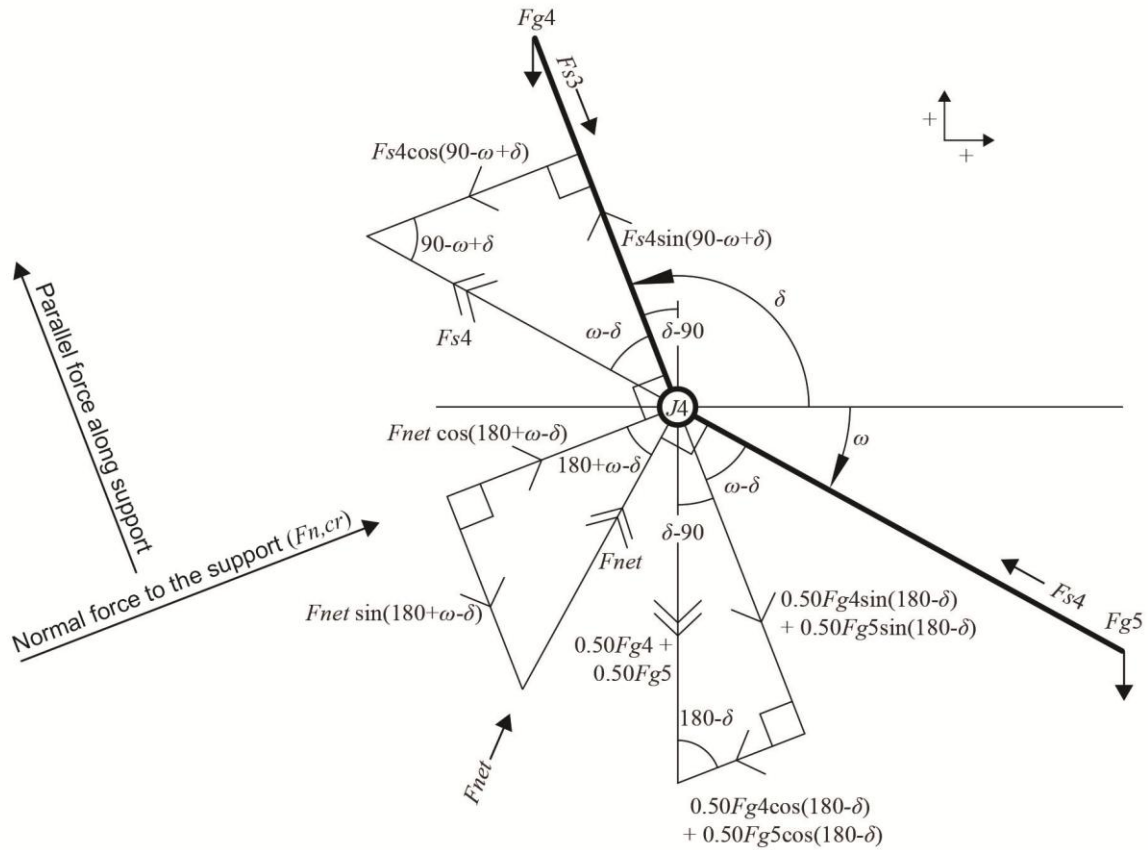 Fg4
Fs3
+
+
Fs4cos(90-ω+δ)
90-ω+δ
Fs4sin(90-ω+δ)
Parallel force along support
Fs4
ω-δ
δ-90
δ
J4
ω
Fnet cos(180+ω-δ)
180+ω-δ
ω-δ
δ-90
Normal force to the support (Fn,cr)
Fnet
Fnet sin(180+ω-δ)
Fs4
Fg5
0.50Fg4sin(180-δ)
+ 0.50Fg5sin(180-δ)
0.50Fg4 +
0.50Fg5
180-δ
Fnet
0.50Fg4cos(180-δ)
+ 0.50Fg5cos(180-δ)